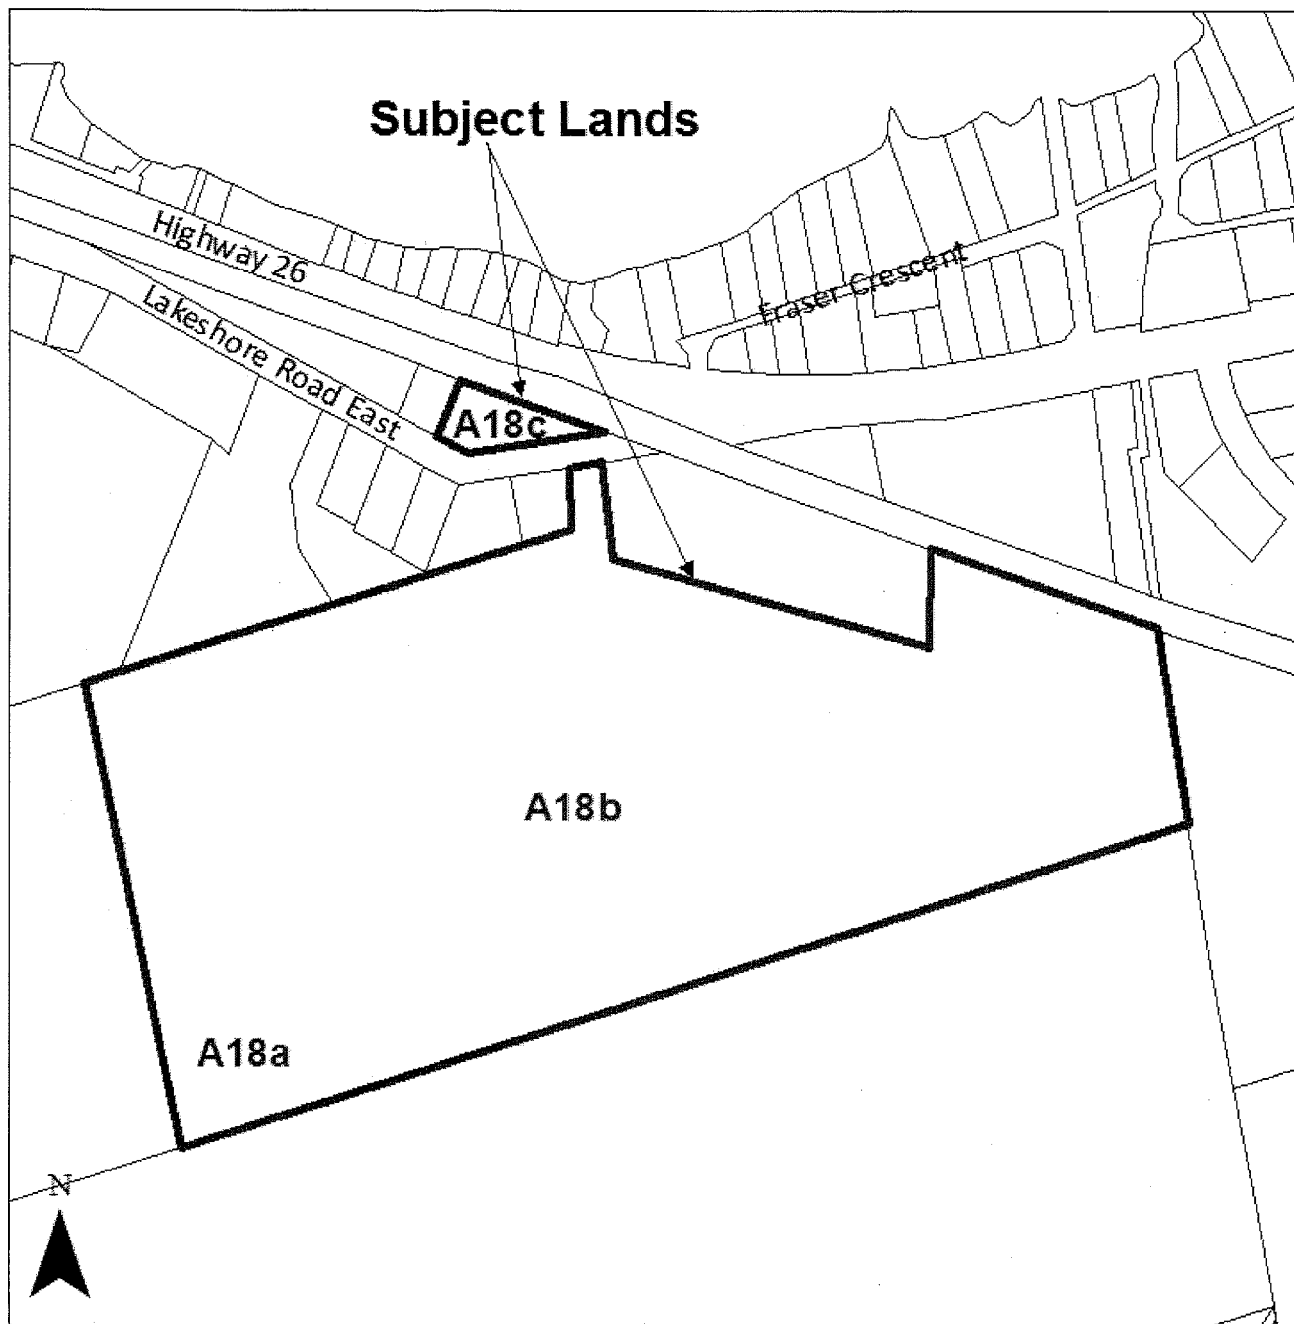 Subject Lands
Highway 26
Fraser Crescent
Lakeshore Road East
A18c
A18b
A18a
N